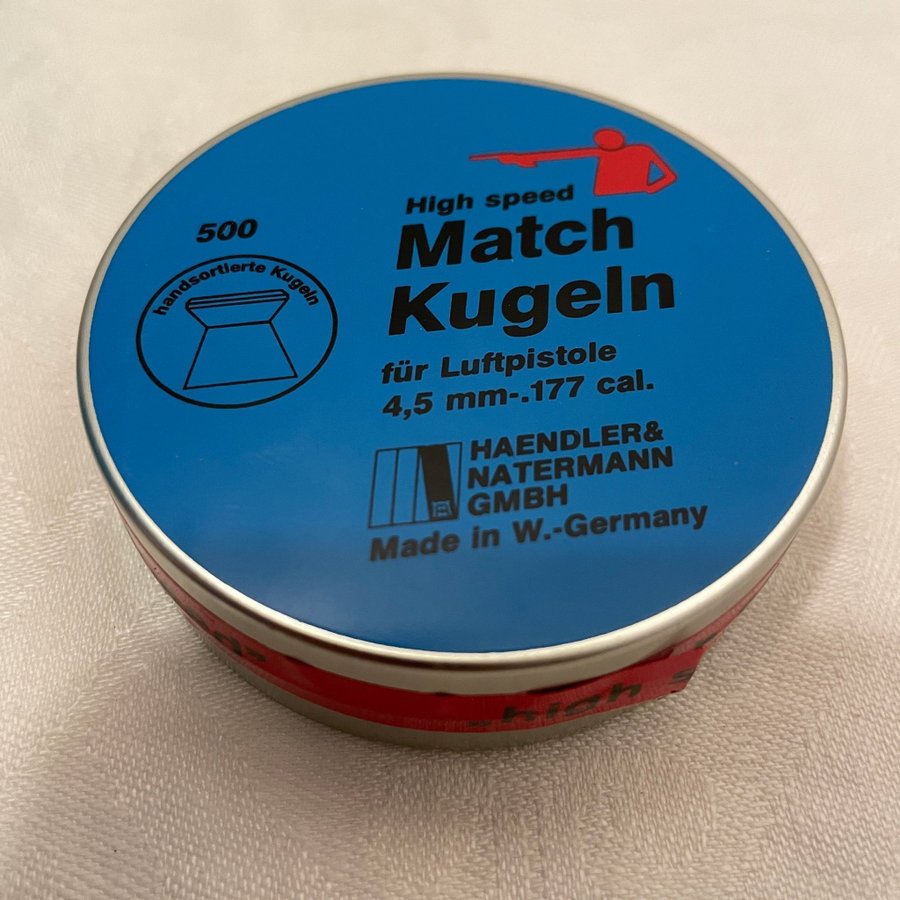 500
handsortierte Kugeln
High speed
Match
Kugeln
für Luftpistole
4,5 mm-.177 cal.
HAENDLER&
NATERMANN
GMBH
Made in W.-Germany
„high